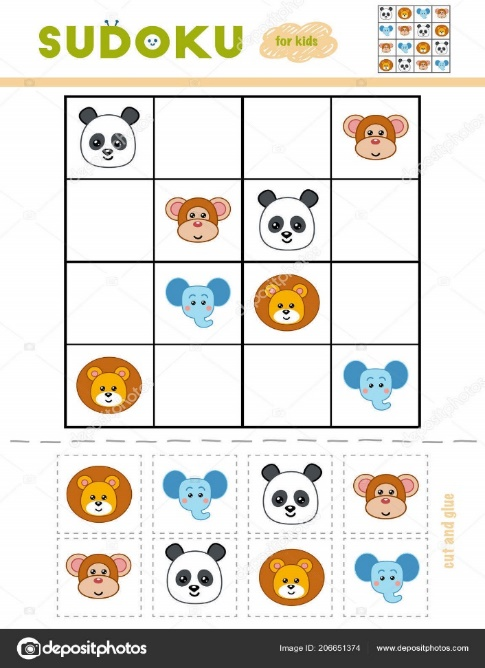 SUDOKU
for kids
cut and glue
depositphotos
Image ID: 206651374
www.depositphotos.com